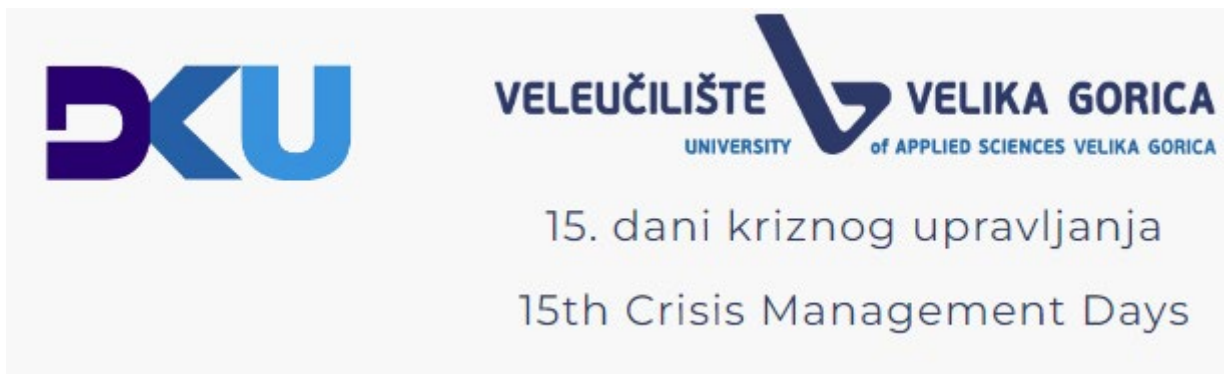 DKU
VELEUČILIŠTE VELIKA GORICA
UNIVERSITY of APPLIED SCIENCES VELIKA GORICA
15. dani kriznog upravljanja
15th Crisis Management Days